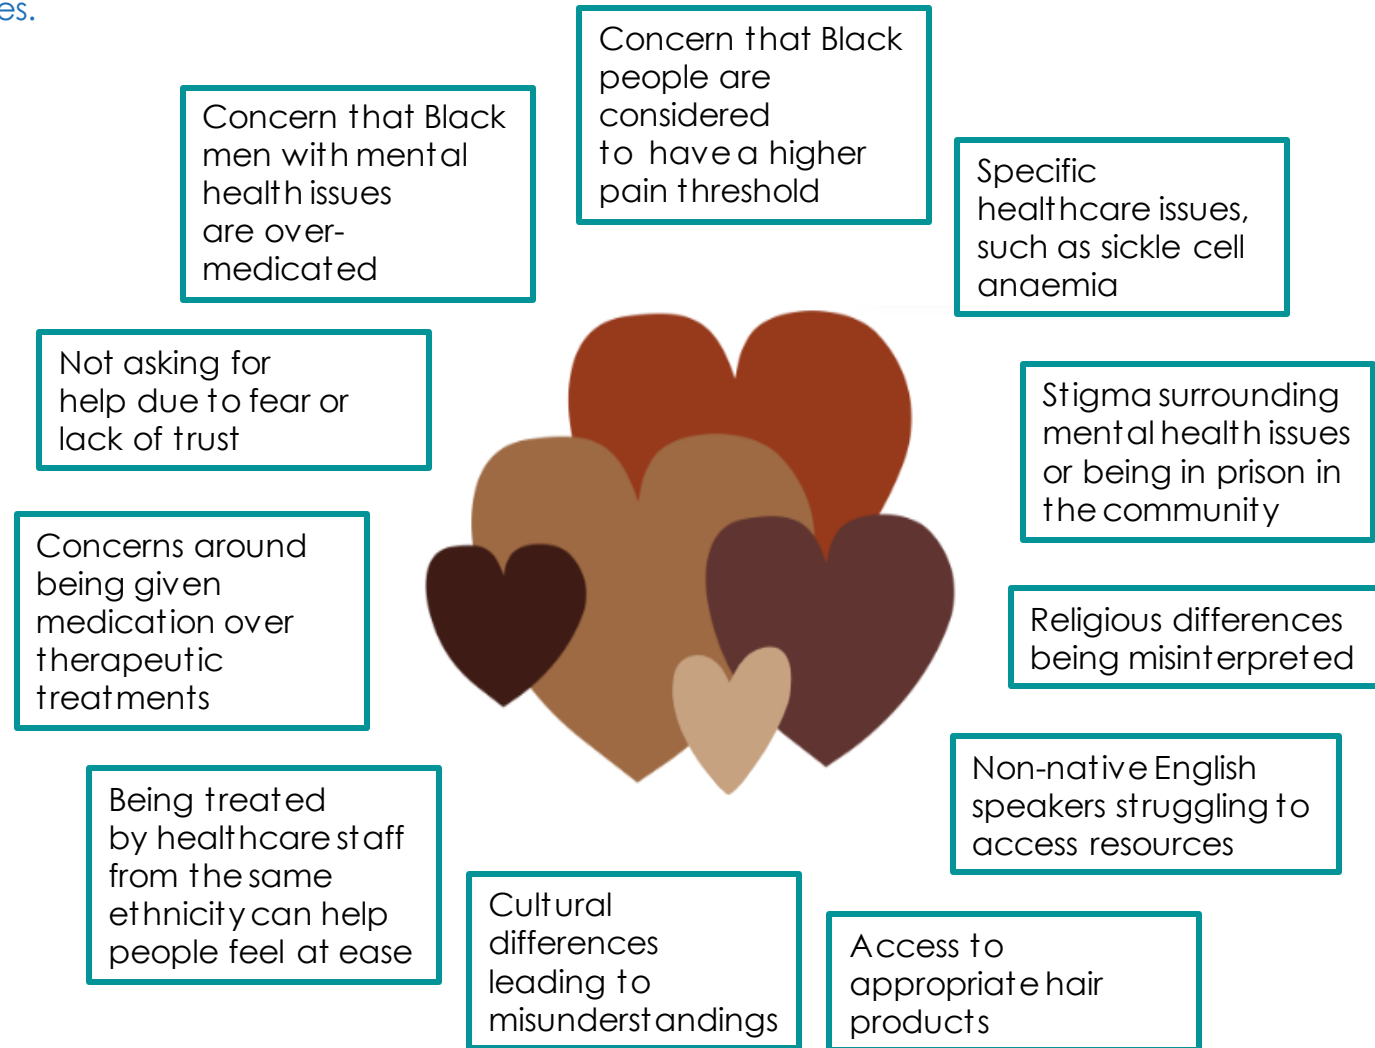 es.
Concern that Black
people are
considered
to have a higher
pain threshold
Concern that Black
men with mental
health issues
are over-
medicated
Specific
healthcare issues,
such as sickle cell
anaemia
Not asking for
help due to fear or
lack of trust
Stigma surrounding
mental health issues
or being in prison in
the community
Concerns around
being given
medication over
therapeutic
treatments
Religious differences
being misinterpreted
Non-native English
speakers struggling to
access resources
Being treated
by healthcare staff
from the same
ethnicity can help
people feel at ease
Cultural
differences
leading to
misunderstandings
Access to
appropriate hair
products